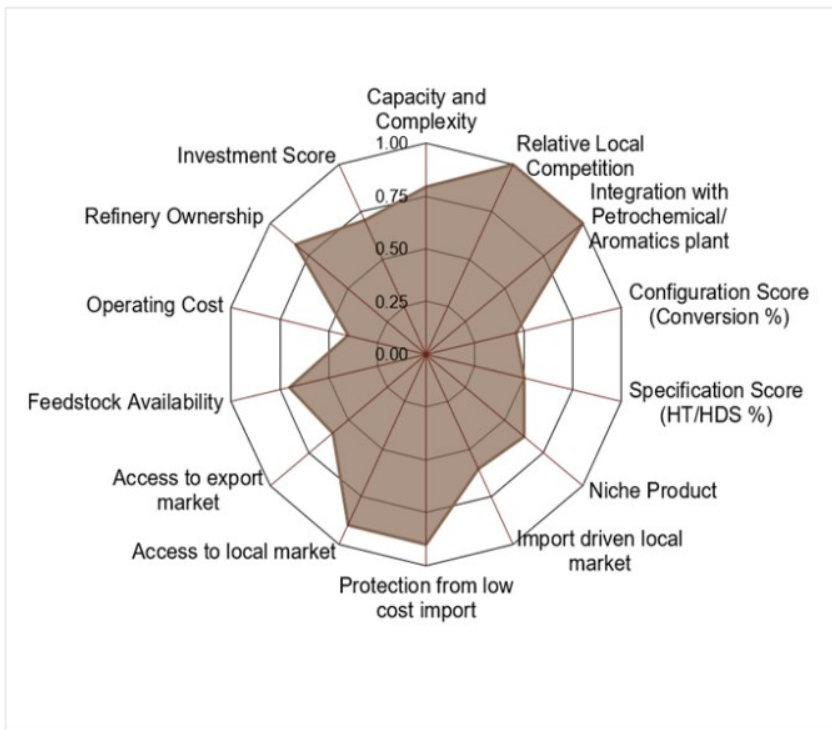 Capacity and
Complexity
1.00
Relative Local
Competition
Investment Score
Integration with
Petrochemical/
Aromatics plant
0.75
Refinery Ownership
0.50
Configuration Score
(Conversion %)
Operating Cost
0.25
0.00
Specification Score
(HT/HDS %)
Feedstock Availability
Access to export
market
Niche Product
Import driven local
market
Access to local market
Protection from low
cost import